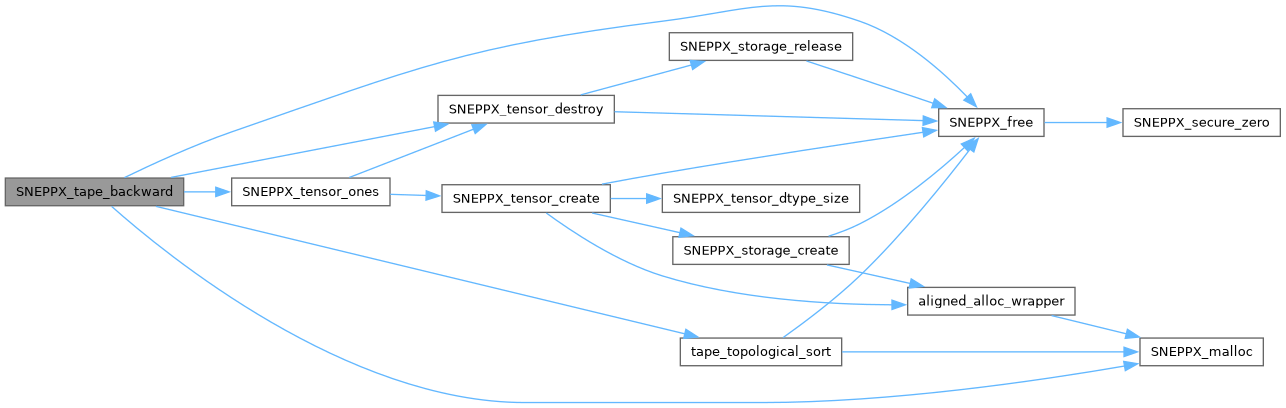 SNEPPX_storage_release
SNEPPX_tensor_destroy
SNEPPX_free
SNEPPX_secure_zero
SNEPPX_tape_backward
SNEPPX_tensor_ones
SNEPPX_tensor_create
SNEPPX_tensor_dtype_size
SNEPPX_storage_create
aligned_alloc_wrapper
tape_topological_sort
SNEPPX_malloc